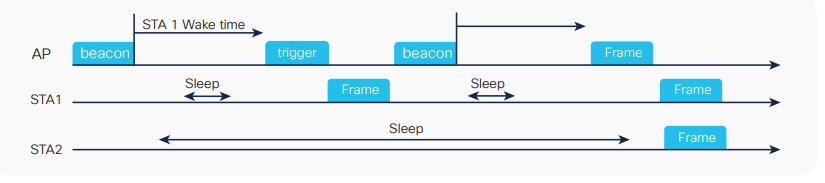 STA 1 Wake time
AP beacon trigger beacon Frame
Sleep Sleep
STA1 Frame Frame
Sleep
STA2 Frame